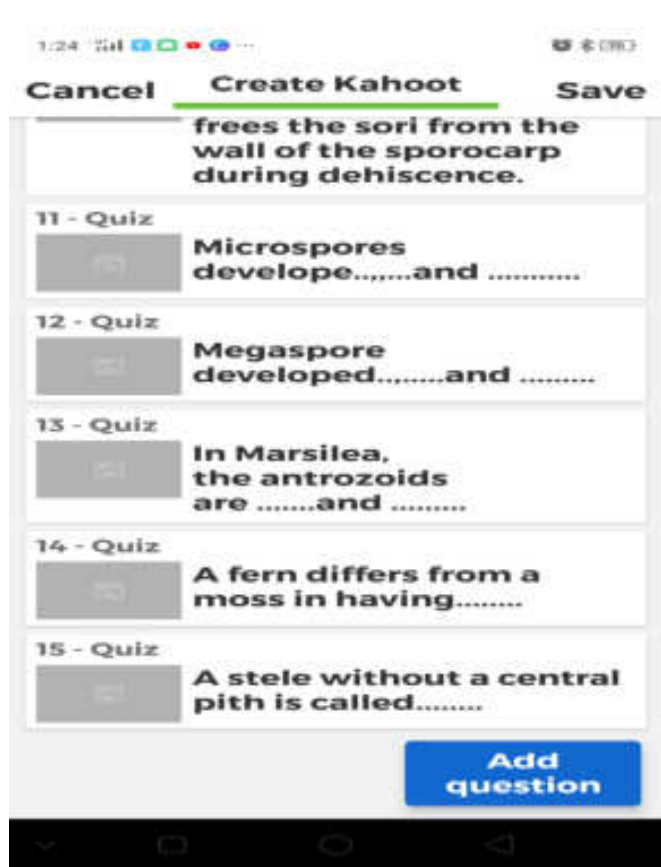 1:24
Cancel Create Kahoot Save
frees the sori from the
wall of the sporocarp
during dehiscence.
11 - Quiz
Microspores
develope..,,...and ...........
12 - Quiz
Megaspore
developed..,......and .........
13 - Quiz
In Marsilea,
the antrozoids
are .......and .........
14 - Quiz
A fern differs from a
moss in having........
15 - Quiz
A stele without a central
pith is called........
Add
question